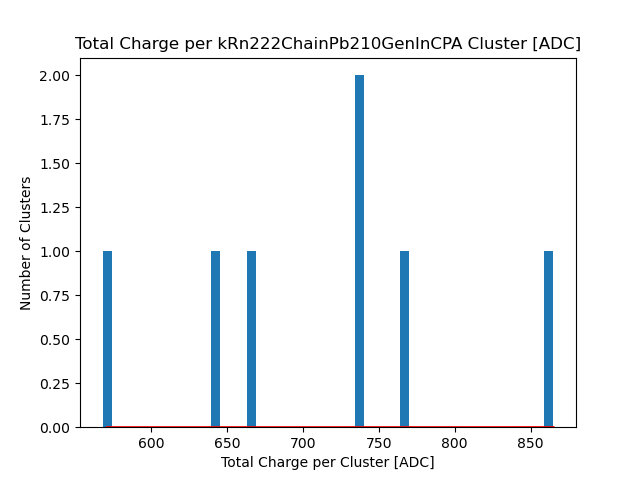 Total Charge per kRn222ChainPb210GenInCPA Cluster [ADC]
2.00
1.75
1.50
1.25
1.00
0.75
0.50
0.25
0.00
Number of Clusters
600 650 700 750 800 850
Total Charge per Cluster [ADC]